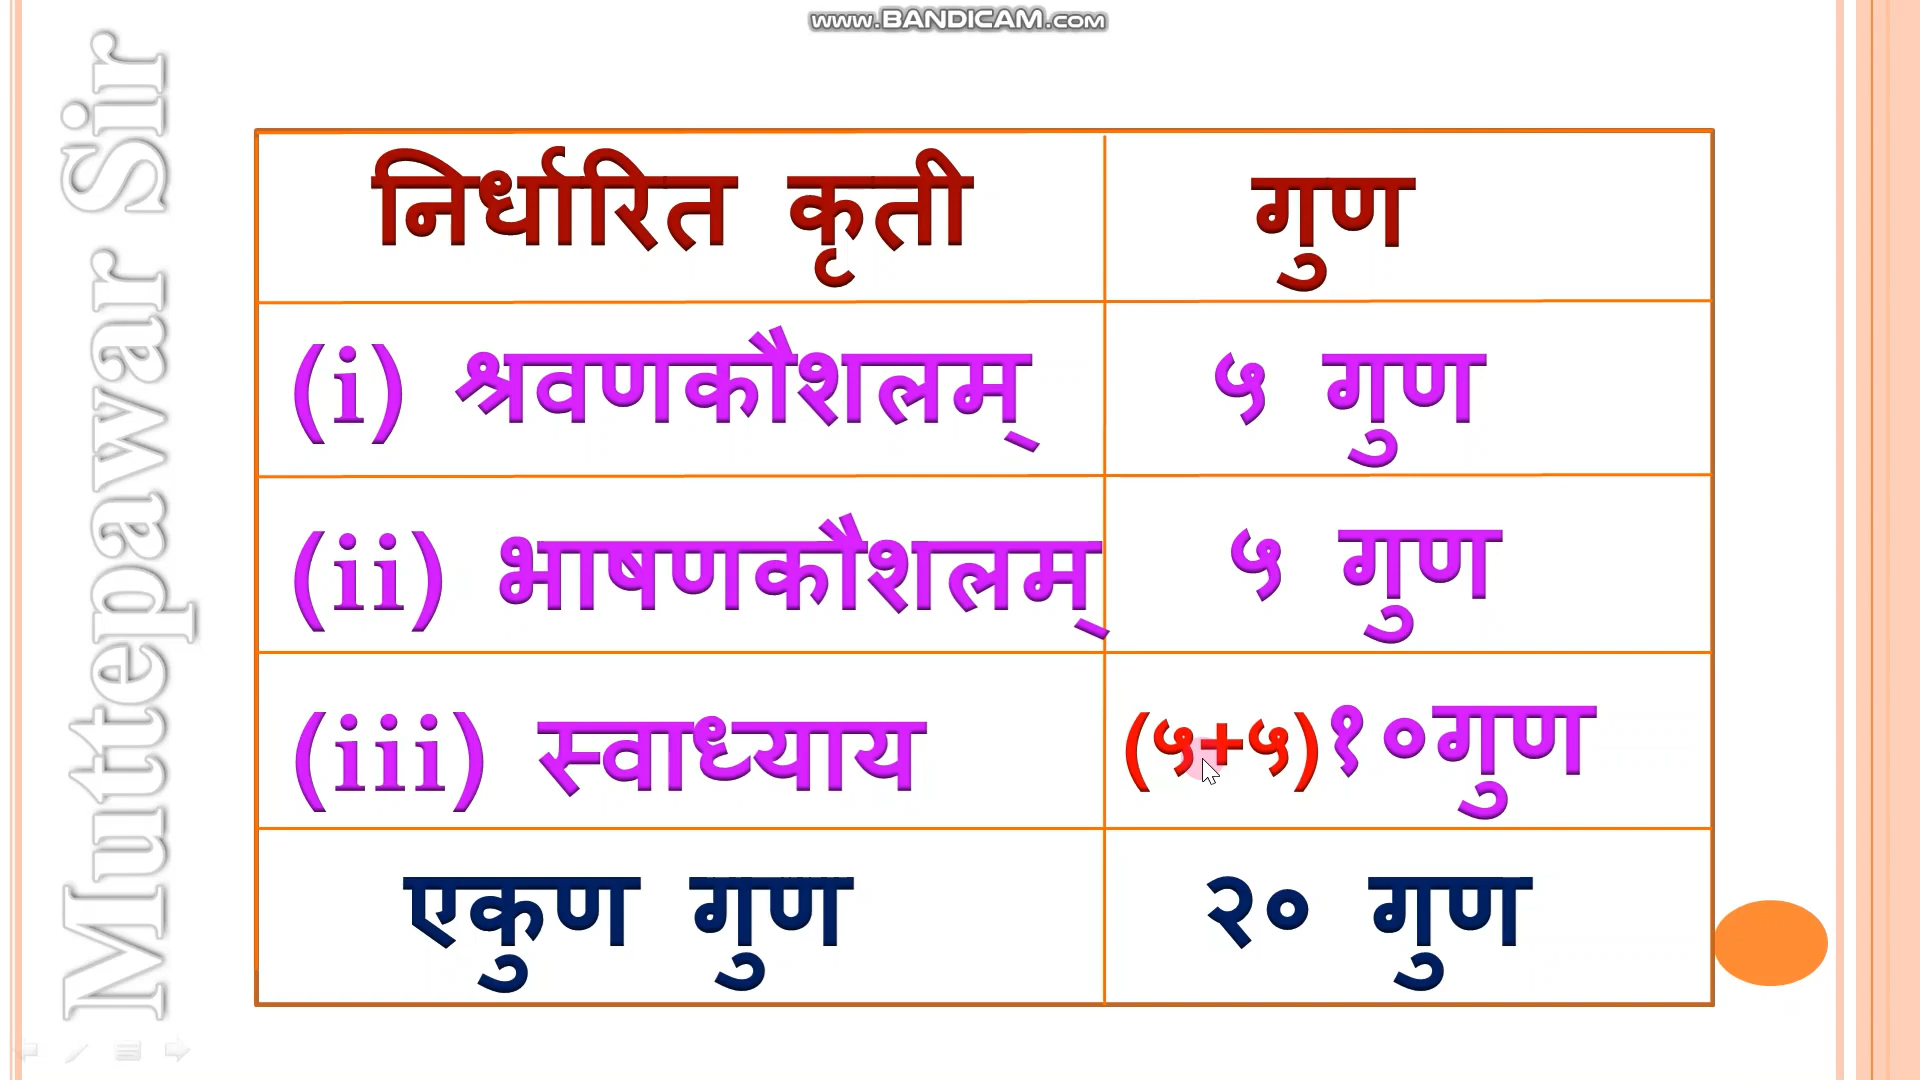 www.BANDICAM.com
Muttepawar Sir
निर्धारित कृती गुण
(i) श्रवणकौशलम् ५ गुण
(ii) भाषणकौशलम् ५ गुण
(iii) स्वाध्याय (५+५)१०गुण
एकुण गुण २० गुण